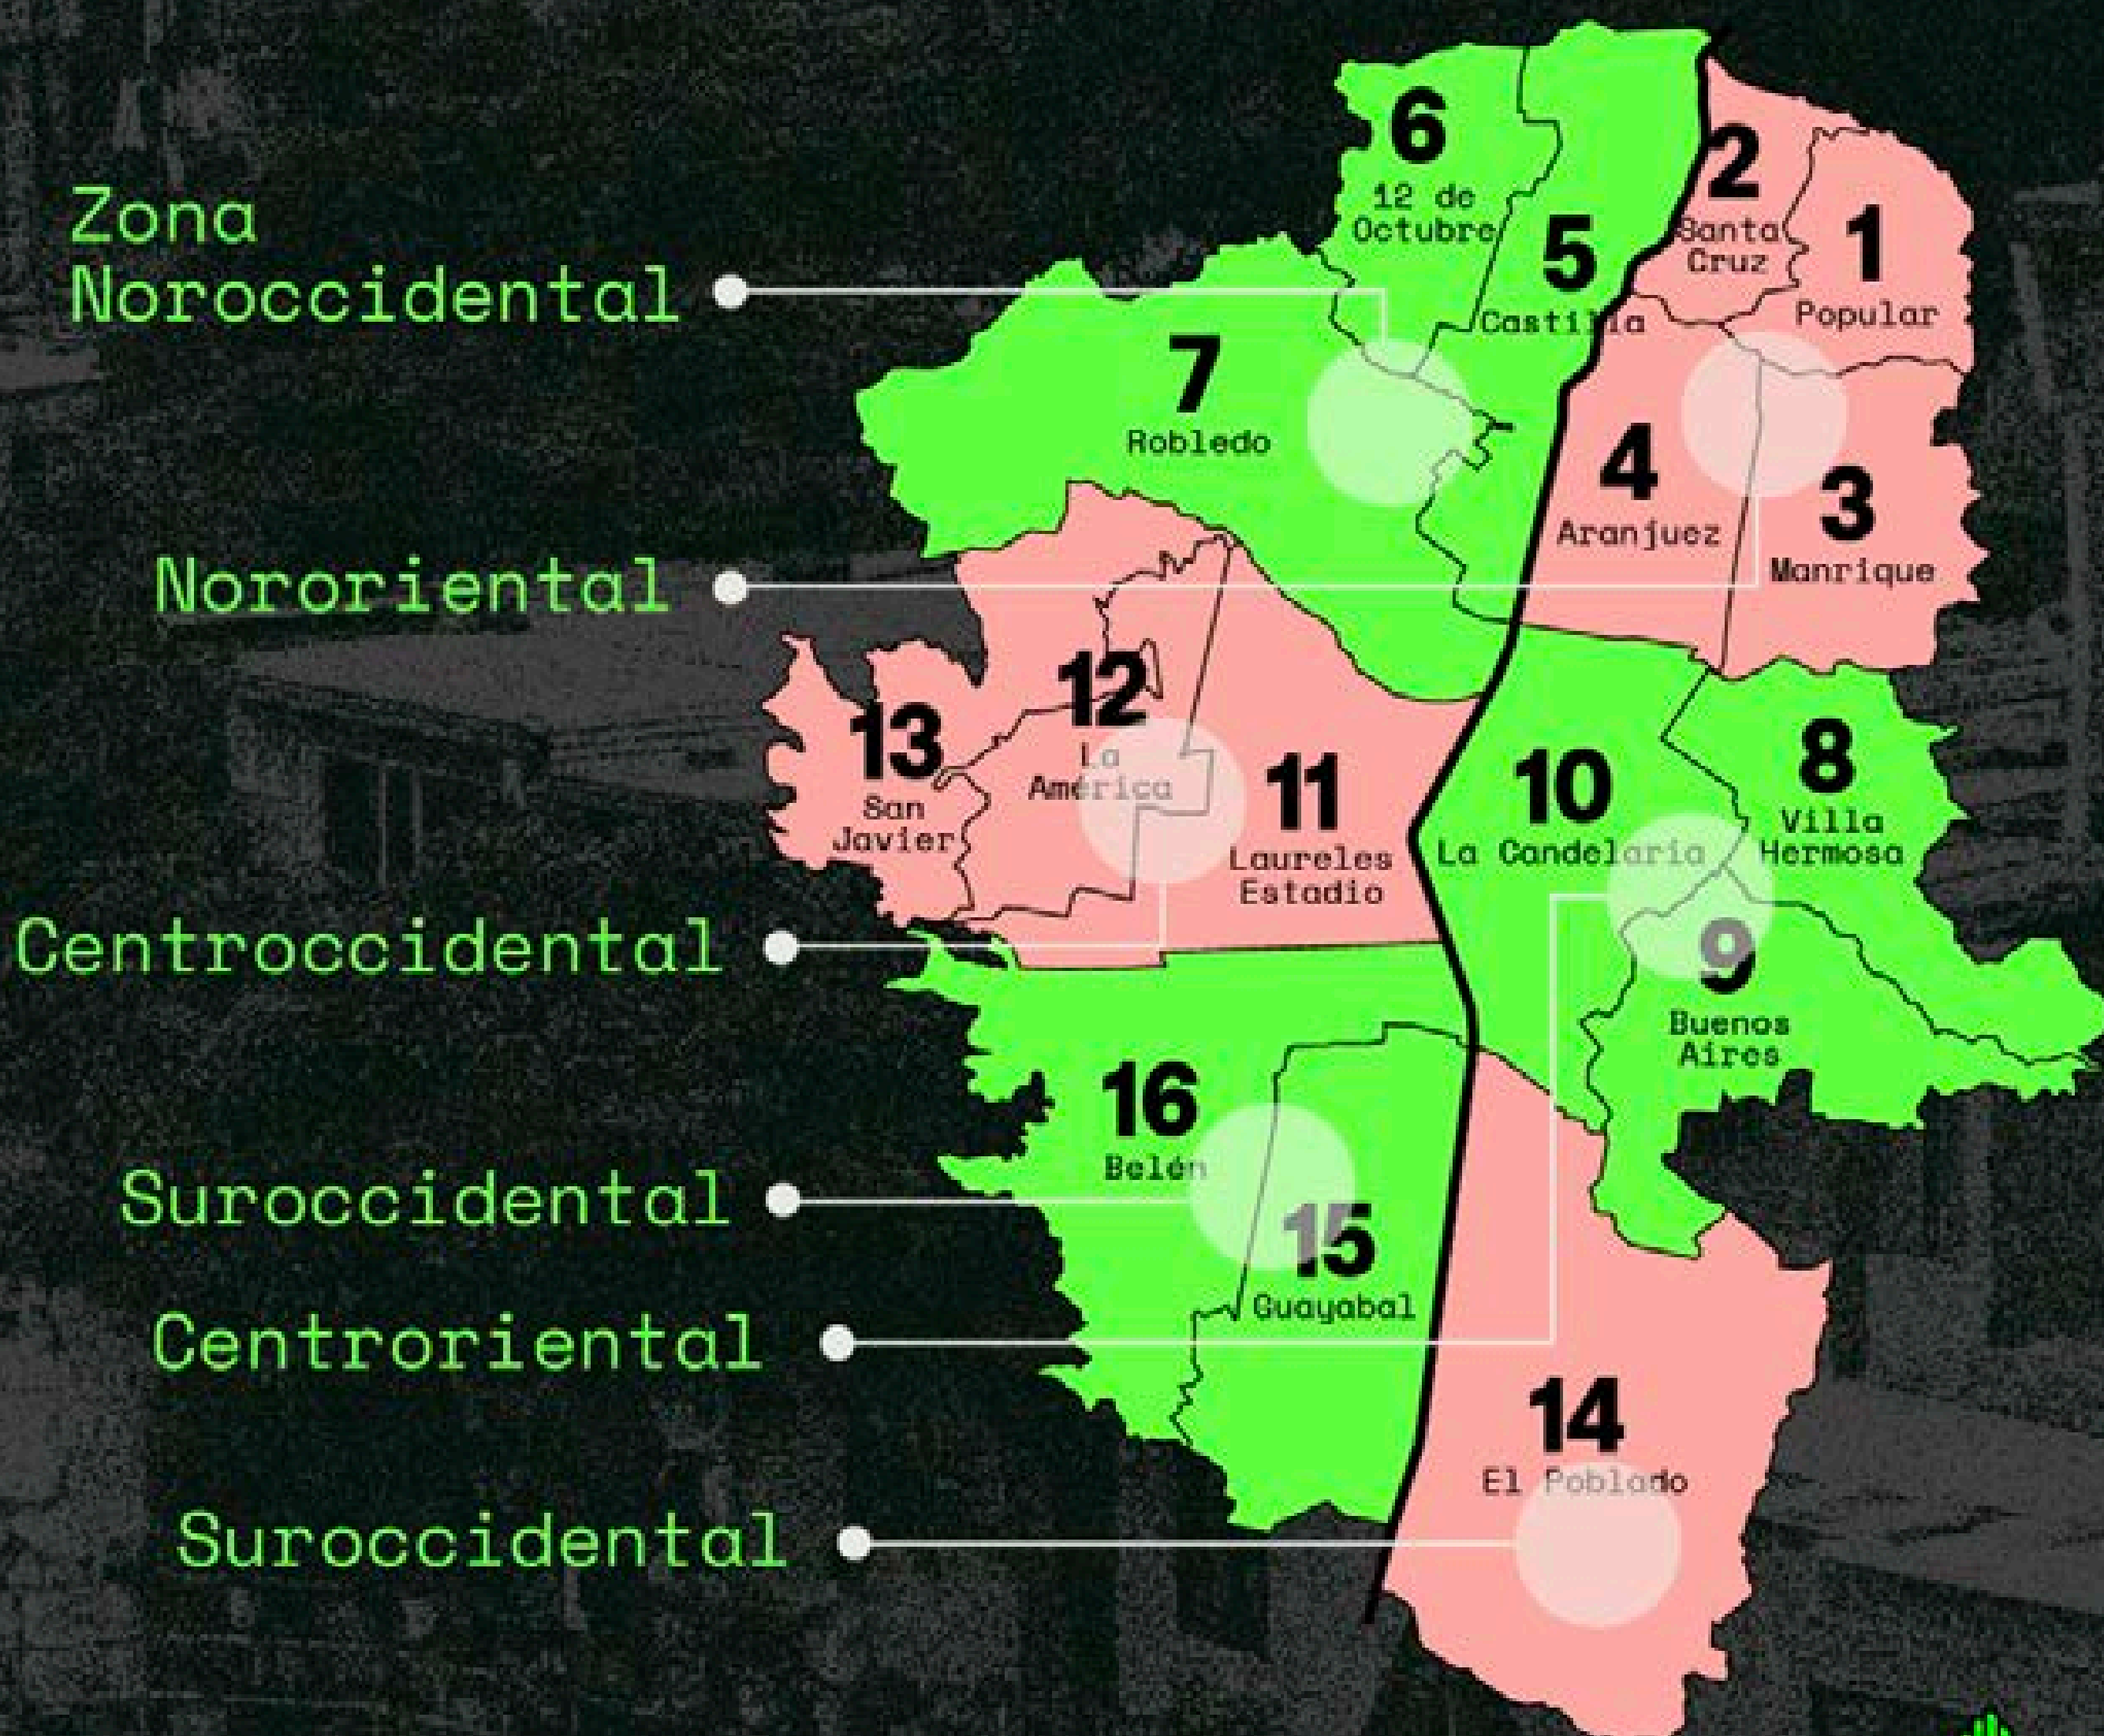 Zona
Noroccidental
Nororiental
Centroccidental
Suroccidental
Centroriental
Suroccidental
6
12 de
Octubre
5
Castilla
2
Santa
Cruz
1
Popular
7
Robledo
4
Aranjuez
3
Manrique
13
San
Javier
12
La
América
11
Laureles
Estadio
10
La Candelaria
8
Villa
Hermosa
9
Buenos
Aires
16
Belén
15
Guayabal
14
El Poblado